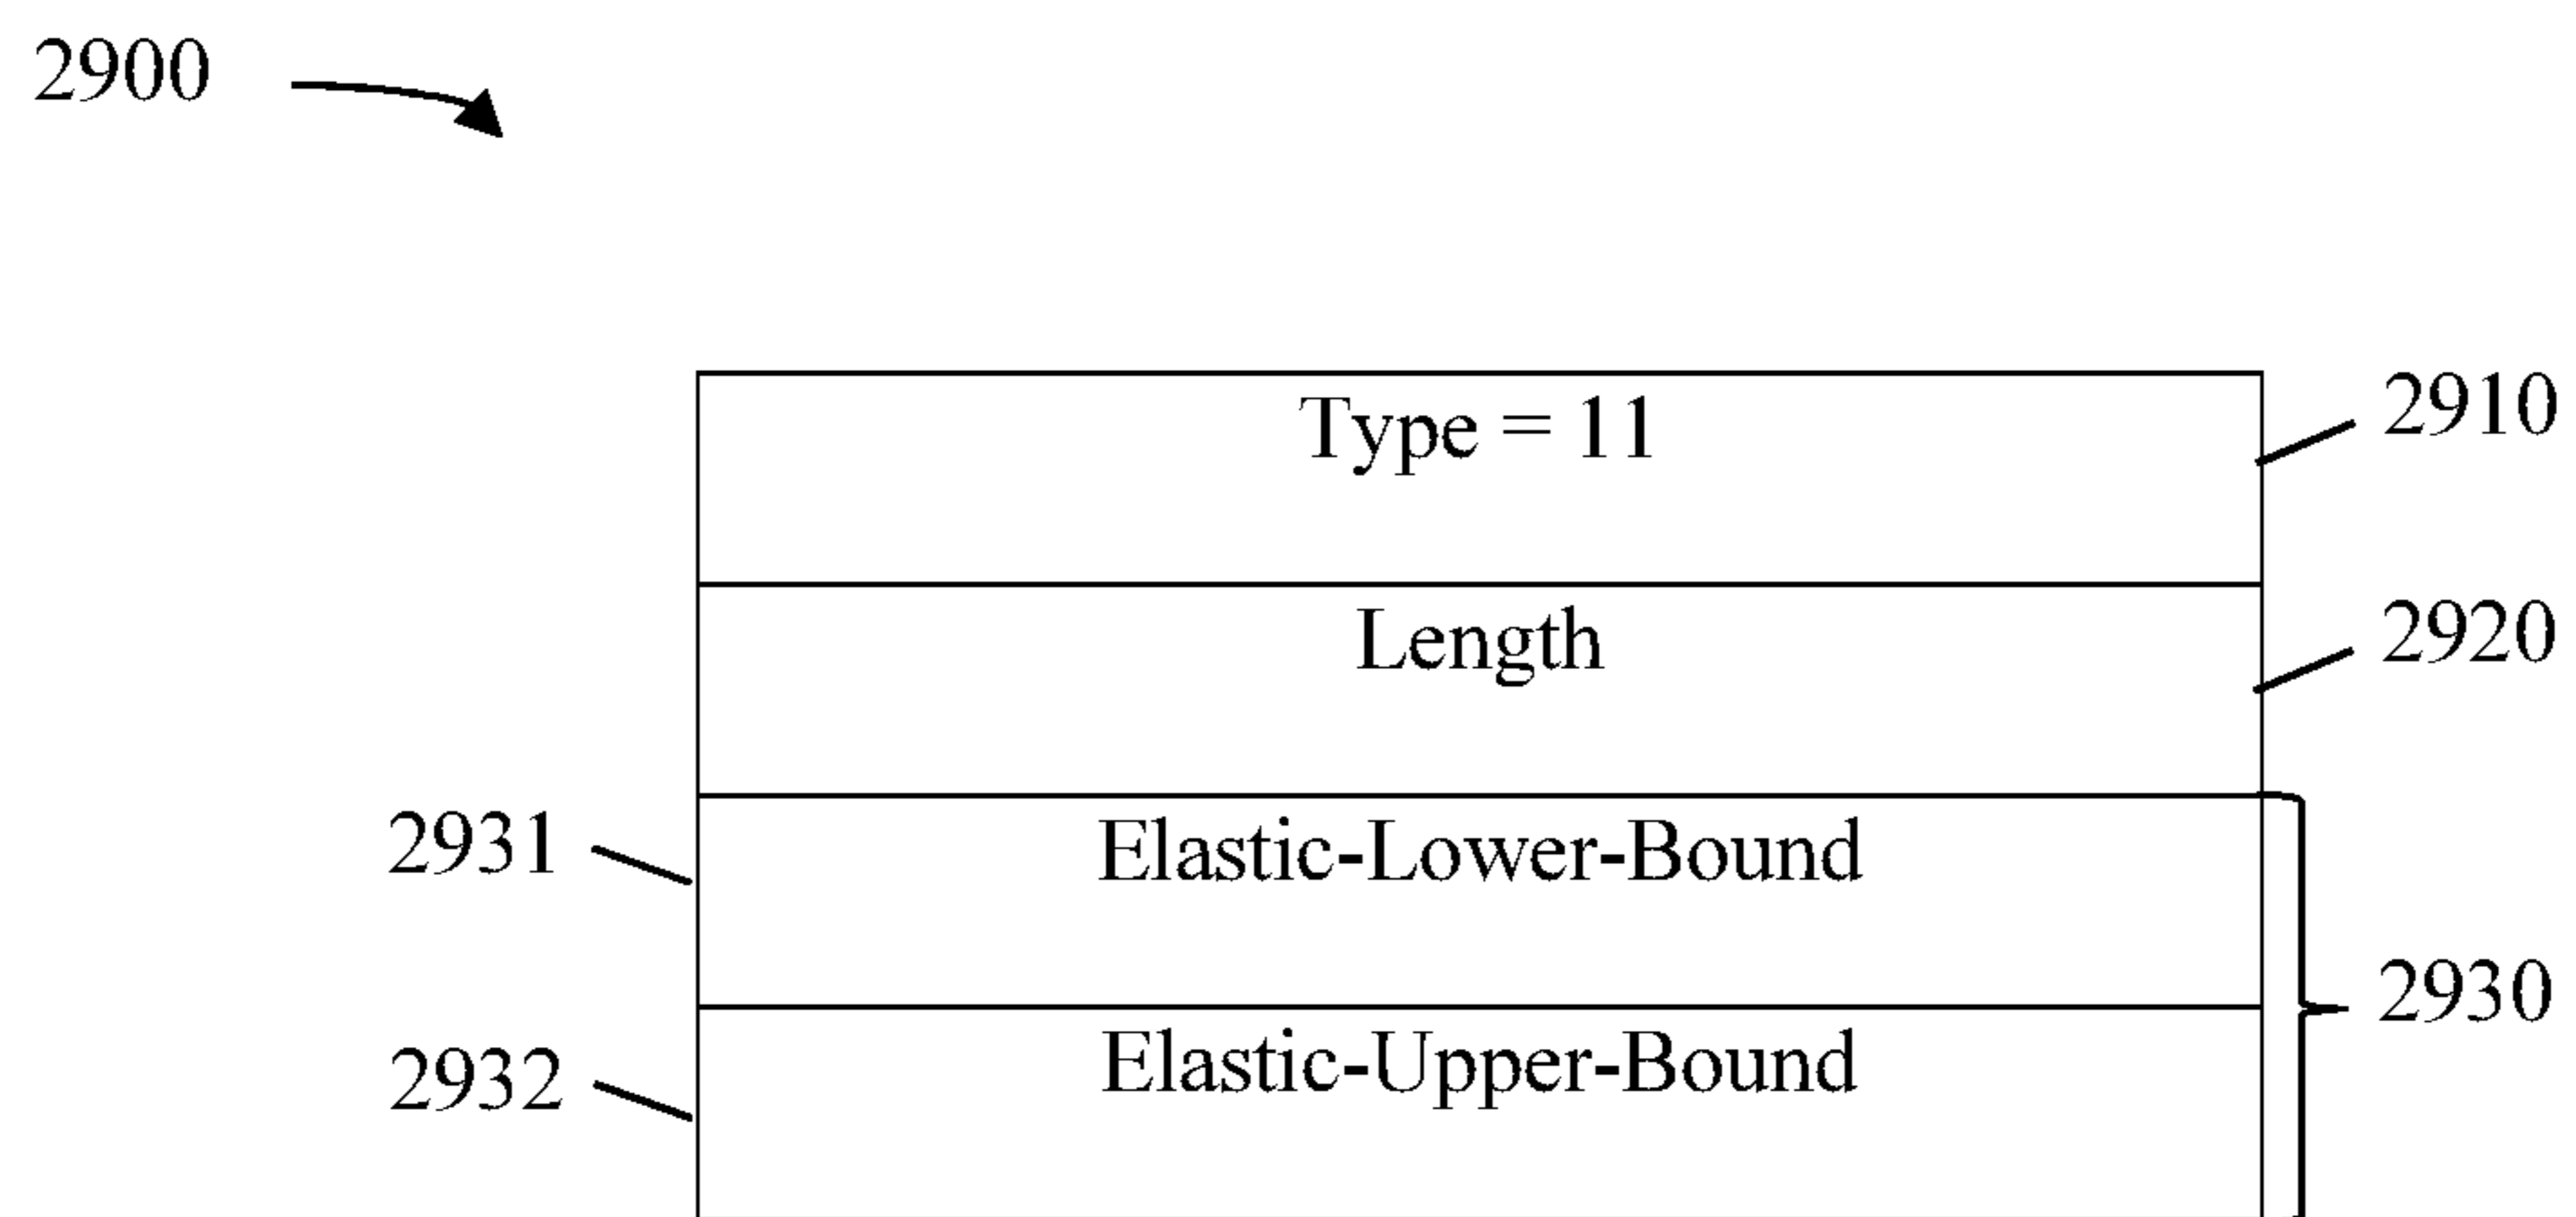 2900
Type = 11
2910
Length
2920
2931
Elastic-Lower-Bound
2930
2932
Elastic-Upper-Bound